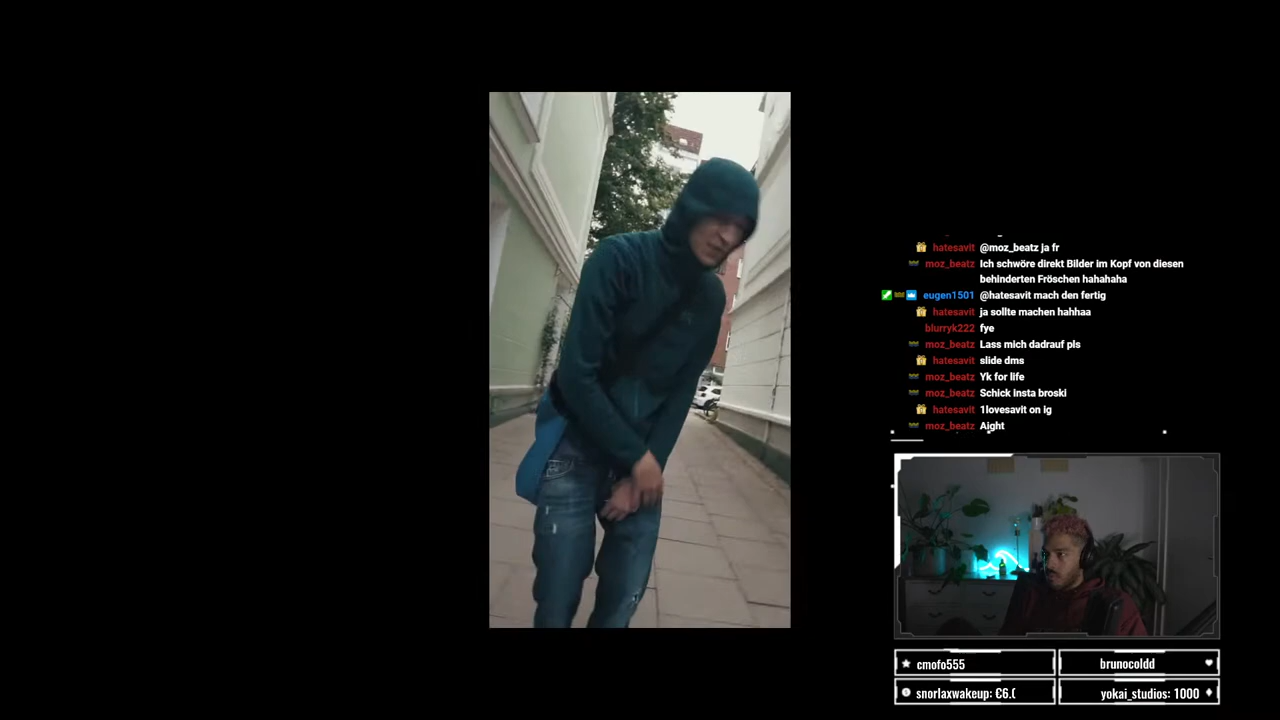 hatesavit @moz_beatz ja fr
moz_beatz Ich schwöre direkt Bilder im Kopf von diesen
behinderten Fröschen hahahaha
eugen1501 @hatesavit mach den fertig
hatesavit ja sollte machen hahhaa
blurryk222 fye
moz_beatz Lass mich dadrauf pls
hatesavit slide dms
moz_beatz Yk for life
moz_beatz Schick insta broski
hatesavit 1lovesavit on ig
moz_beatz Aight
cmofo555
brunocoldd
snorlaxwakeup: €6.(
yokai_studios: 1000